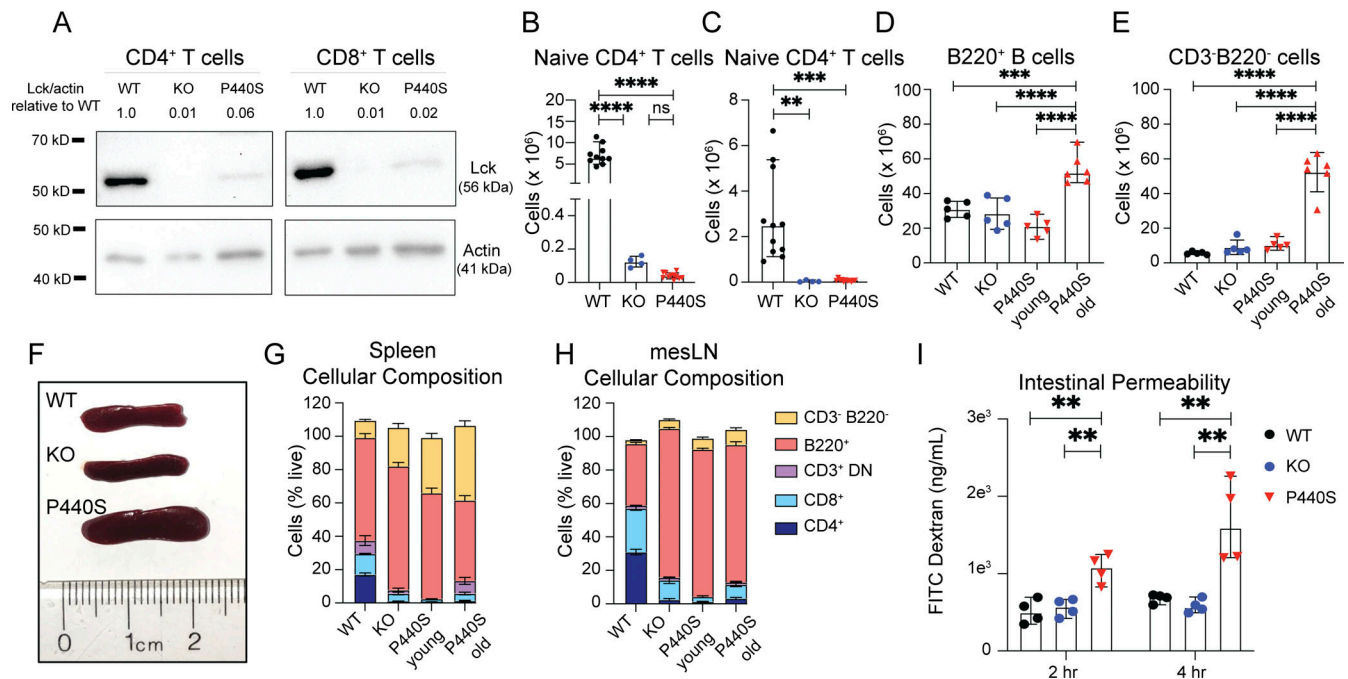 A
CD4+ T cells
CD8+ T cells
Lck/actin
relative to WT
WT KO P440S
1.0 0.01 0.06
WT KO P440S
1.0 0.01 0.02
70 kD
50 kD
Lck
(56 kDa)
50 kD
40 kD
Actin
(41 kDa)
B
Naive CD4+ T cells
****
**** ns
Cells (x 10⁶)
20
15
10
5
0.4
0.2
0
WT KO P440S
C
Naive CD4+ T cells
***
**
Cells (x 10⁶)
8
6
4
2
0
WT KO P440S
D
B220+ B cells
***
****
****
Cells (x 10⁶)
100
80
60
40
20
0
WT
KO
P440S
young
P440S
old
E
CD3-B220- cells
****
****
****
Cells (x 10⁶)
100
80
60
40
20
0
WT
KO
P440S
young
P440S
old
F
WT
KO
P440S
0 1cm 2
G
Spleen
Cellular Composition
Cells (% live)
120
100
80
60
40
20
0
WT
KO
P440S
young
P440S
old
H
mesLN
Cellular Composition
Cells (% live)
120
100
80
60
40
20
0
WT
KO
P440S
young
P440S
old
CD3- B220-
B220+
CD3+ DN
CD8+
CD4+
I
Intestinal Permeability
** **
** **
FITC Dextran (ng/mL)
3e³
2e³
1e³
0
2 hr 4 hr
WT
KO
P440S